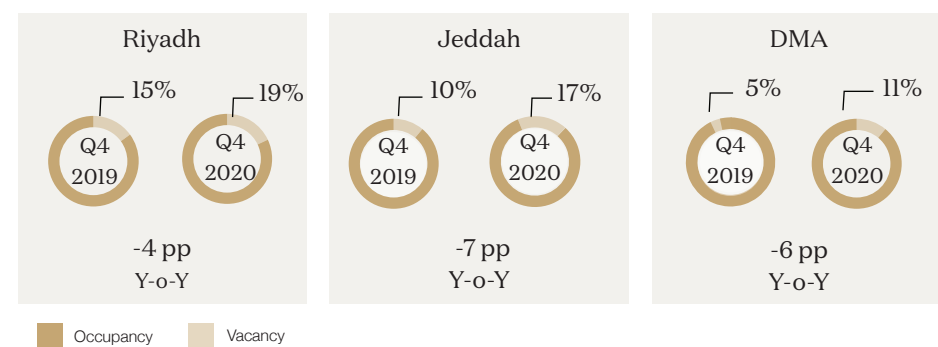 Riyadh
15%
19%
Q4
2019
Q4
2020
-4 pp
Y-o-Y
Jeddah
10%
17%
Q4
2019
Q4
2020
-7 pp
Y-o-Y
DMA
5%
11%
Q4
2019
Q4
2020
-6 pp
Y-o-Y
Occupancy
Vacancy